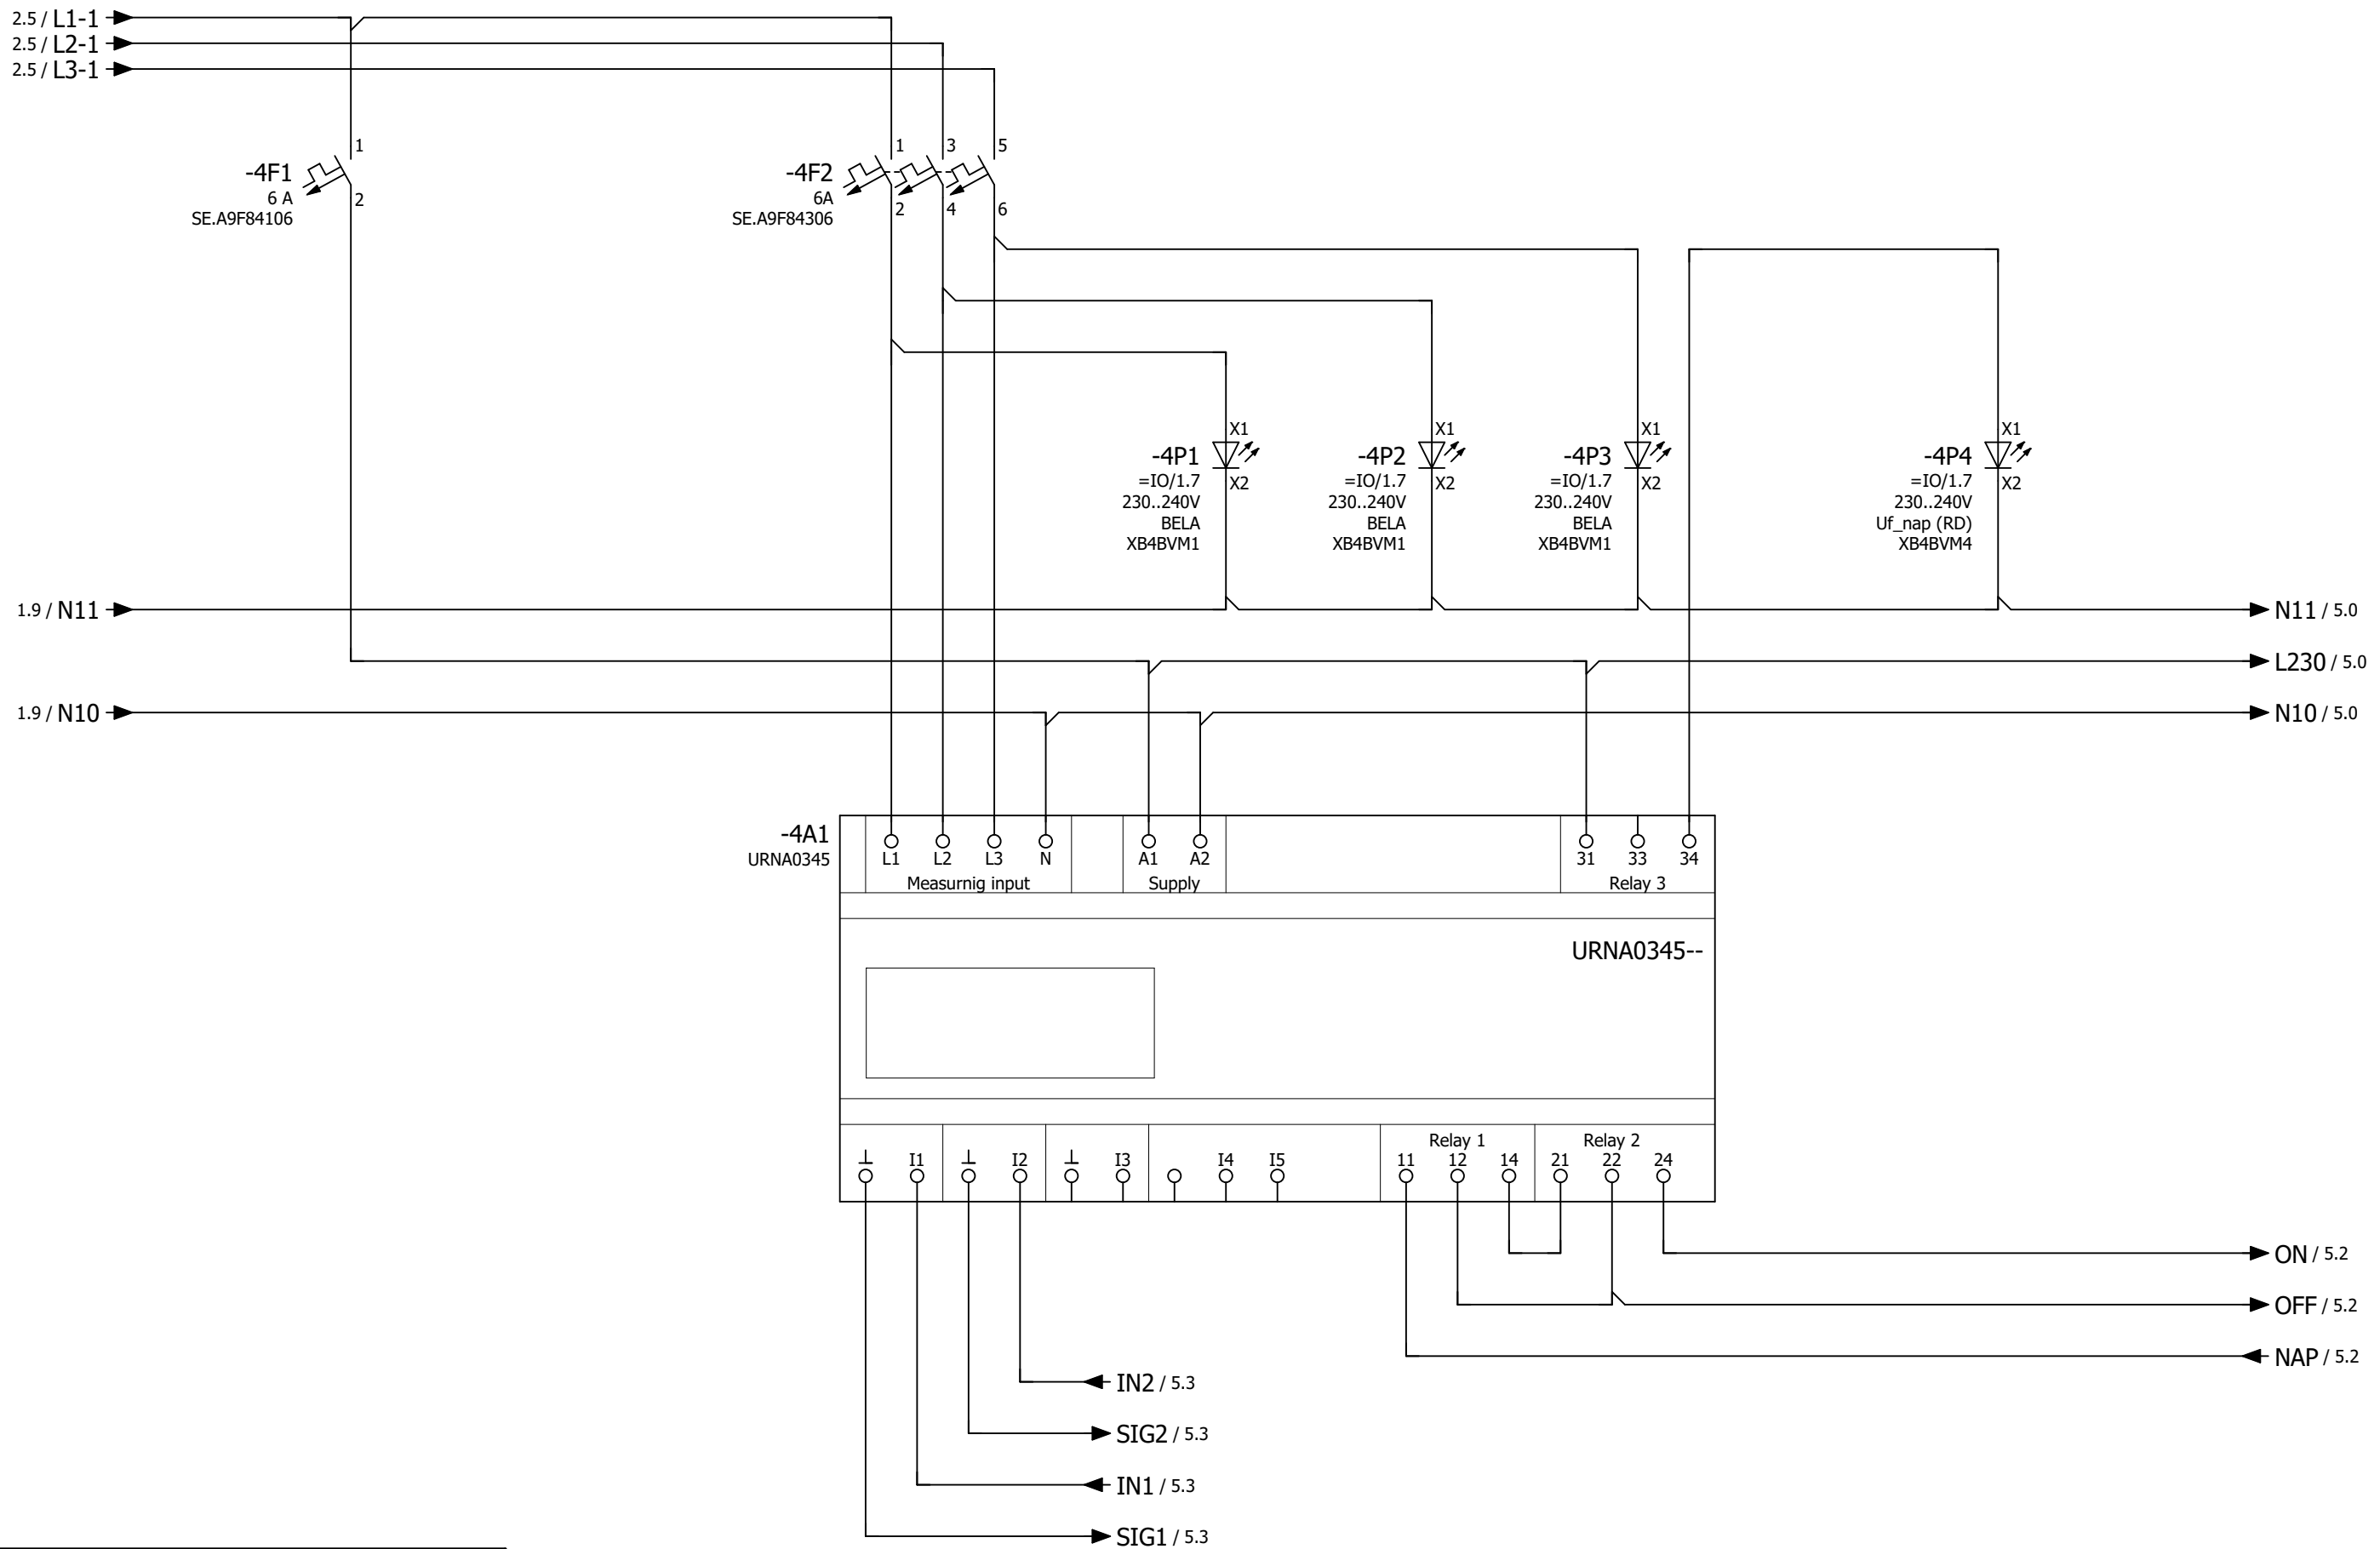 2.5 / L1-1
2.5 / L2-1
2.5 / L3-1
-4F1
6 A
SE.A9F84106
1
2
-4F2
6A
SE.A9F84306
1
3
5
2
4
6
-4P1
=IO/1.7
230..240V
BELA
XB4BVM1
X1
X2
-4P2
=IO/1.7
230..240V
BELA
XB4BVM1
X1
X2
-4P3
=IO/1.7
230..240V
BELA
XB4BVM1
X1
X2
-4P4
=IO/1.7
230..240V
Uf_nap (RD)
XB4BVM4
X1
X2
1.9 / N11
N11 / 5.0
L230 / 5.0
1.9 / N10
N10 / 5.0
-4A1
URNA0345
L1 L2 L3 N A1 A2 31 33 34
Measurnig input Supply Relay 3
URNA0345--
Relay 1 Relay 2
I1 I2 I3 I4 I5 11 12 14 21 22 24
ON / 5.2
OFF / 5.2
NAP / 5.2
IN2 / 5.3
SIG2 / 5.3
IN1 / 5.3
SIG1 / 5.3